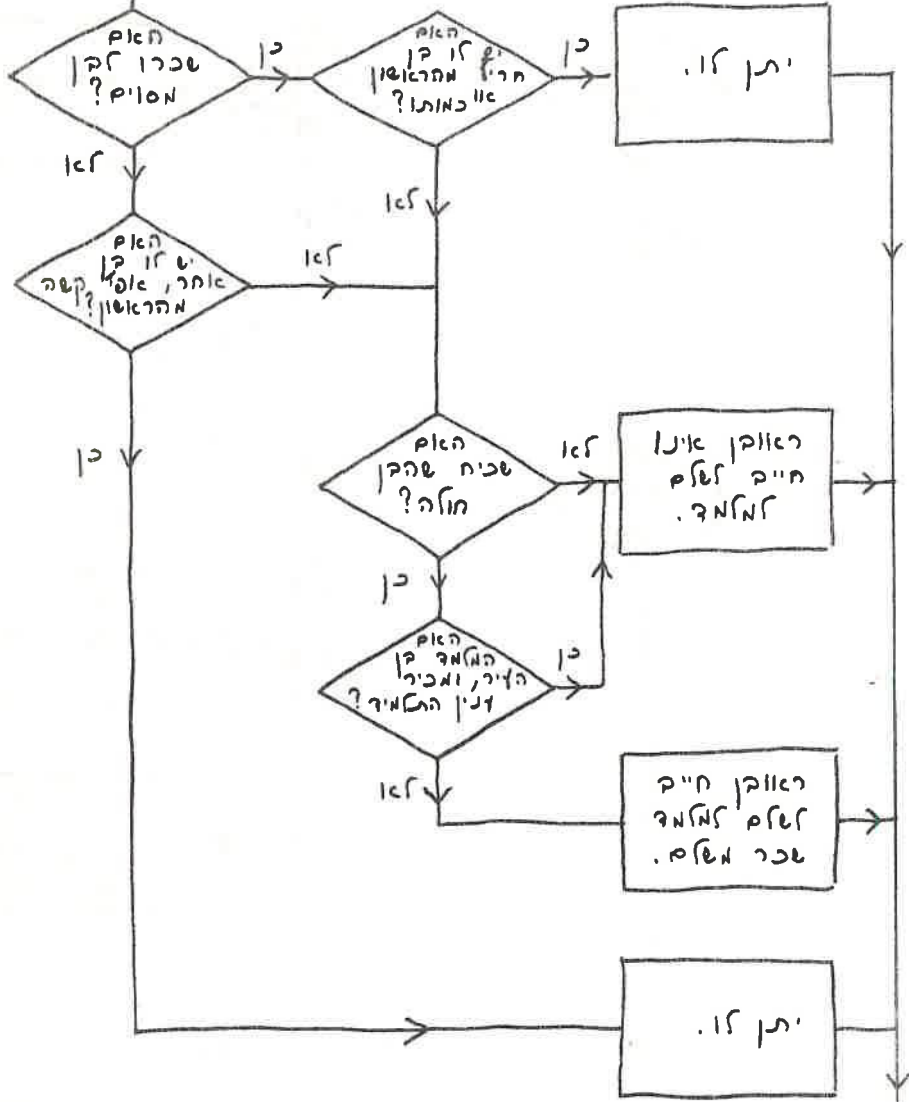 האם
שכרו לבן
מסוים?
כן
האם
יש לו בן
חריף מהראשון
או כמותו?
כן
יתן לו.
לא
לא
האם
יש לו בן
אחר, אפי' קשה
מהראשון?
לא
כן
האם
שכיח שהבן
חולה?
לא
ראובן אינו
חייב לשלם
למלמד.
כן
האם
המלמד בן
העיר, ומכיר
ענין התלמיד?
כן
לא
ראובן חייב
לשלם למלמד
שכר משלם.
יתן לו.